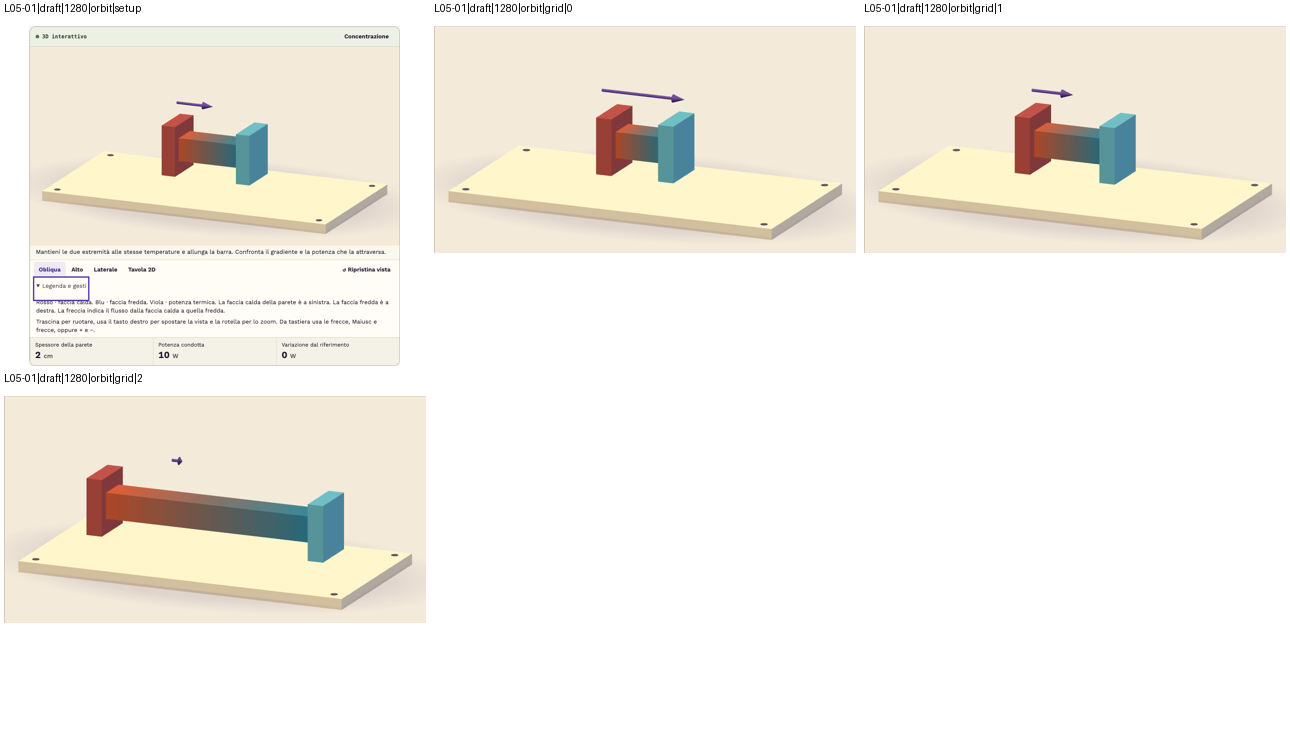 L05-01|draft|1280|orbit|setup
L05-01|draft|1280|orbit|grid|0
L05-01|draft|1280|orbit|grid|1
3D interattivo
Concentrazione
Mantieni le due estremità alle stesse temperature e allunga la barra. Confronta il gradiente e la potenza che la attraversa.
Obliqua Alto Laterale Tavola 2D ↺ Ripristina vista
▼ Legenda e gesti
Rosso · faccia calda. Blu · faccia fredda. Viola · potenza termica. La faccia calda della parete è a sinistra. La faccia fredda è a
destra. La freccia indica il flusso dalla faccia calda a quella fredda.
Trascina per ruotare, usa il tasto destro per spostare la vista e la rotella per lo zoom. Da tastiera usa le frecce, Maiusc e
frecce, oppure + e −.
Spessore della parete
2 cm
Potenza condotta
10 W
Variazione dal riferimento
0 W
L05-01|draft|1280|orbit|grid|2